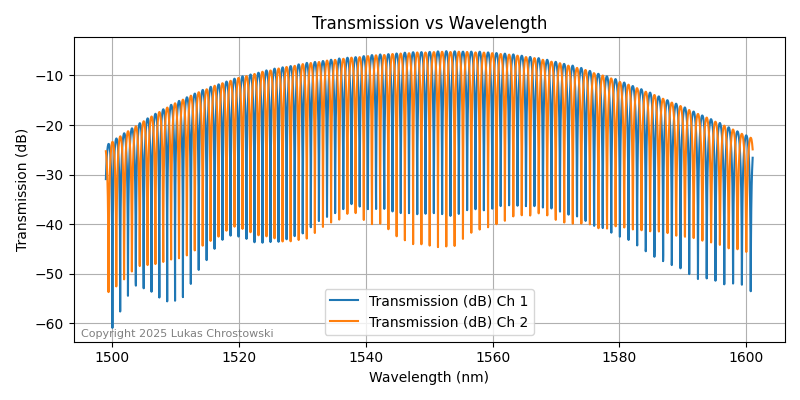 Transmission vs Wavelength
Transmission (dB)
−10
−20
−30
−40
−50
−60
Transmission (dB) Ch 1
Transmission (dB) Ch 2
Copyright 2025 Lukas Chrostowski
1500
1520
1540
1560
1580
1600
Wavelength (nm)